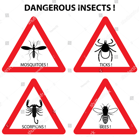 DANGEROUS INSECTS !
MOSQUITOES !
TICKS !
SCORPIONS !
BEES !